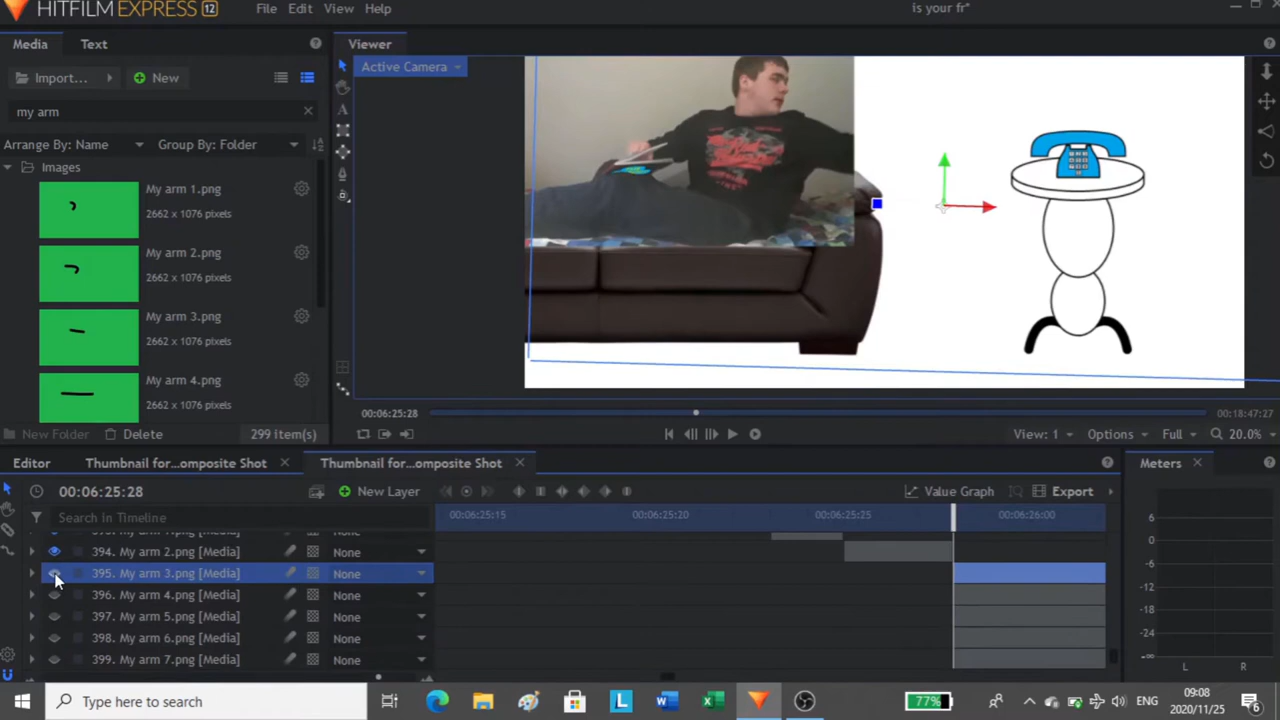 HITFILM EXPRESS 12 File Edit View Help is your fr*
Media Text Viewer
Import... New Active Camera
my arm
Arrange By: Name Group By: Folder
Images
My arm 1.png
2662 x 1076 pixels
My arm 2.png
2662 x 1076 pixels
My arm 3.png
2662 x 1076 pixels
My arm 4.png
2662 x 1076 pixels
00:06:25:28 00:18:47:27
New Folder Delete 299 item(s) View: 1 Options Full 20.0%
Editor Thumbnail for...omposite Shot Thumbnail for...omposite Shot Meters
00:06:25:28 New Layer Value Graph Export
Search in Timeline 00:06:25:15 00:06:25:20 00:06:25:25 00:06:26:00
394. My arm 2.png [Media] None
395. My arm 3.png [Media] None
396. My arm 4.png [Media] None
397. My arm 5.png [Media] None
398. My arm 6.png [Media] None
399. My arm 7.png [Media] None
6
0
-6
-12
-18
-24
-∞
L R
Type here to search L 77% ENG 09:08
2020/11/25 6